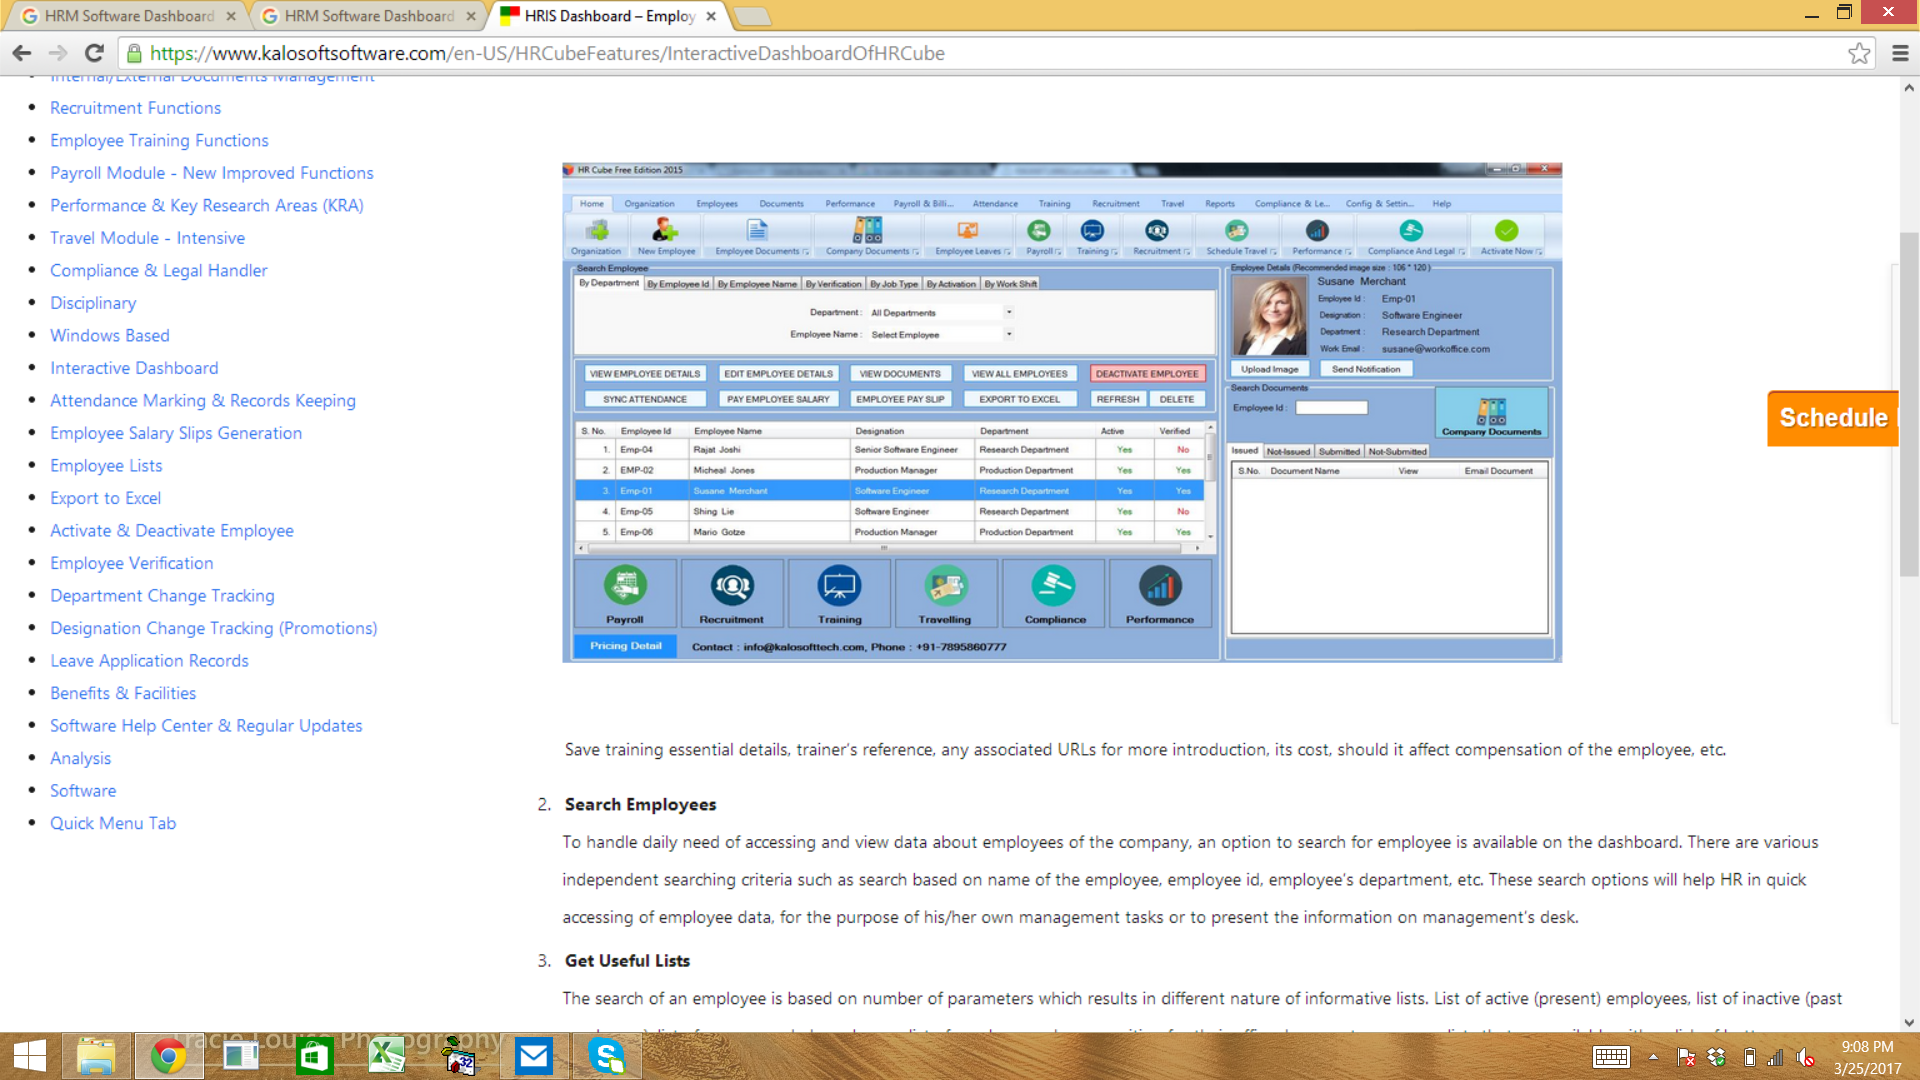 HRM Software Dashboard
HRM Software Dashboard
HRIS Dashboard – Employ
https://www.kalosoftsoftware.com/en-US/HRCubeFeatures/InteractiveDashboardOfHRCube
Internal/External Documents Management
Recruitment Functions
Employee Training Functions
Payroll Module - New Improved Functions
Performance & Key Research Areas (KRA)
Travel Module - Intensive
Compliance & Legal Handler
Disciplinary
Windows Based
Interactive Dashboard
Attendance Marking & Records Keeping
Employee Salary Slips Generation
Employee Lists
Export to Excel
Activate & Deactivate Employee
Employee Verification
Department Change Tracking
Designation Change Tracking (Promotions)
Leave Application Records
Benefits & Facilities
Software Help Center & Regular Updates
Analysis
Software
Quick Menu Tab
HR Cube Free Edition 2015
Home Organization Employees Documents Performance Payroll & Billi... Attendance Training Recruitment Travel Reports Compliance & Le... Config & Settin... Help
Organization New Employee Employee Documents Company Documents Employee Leaves Payroll Training Recruitment Schedule Travel Performance Compliance And Legal Activate Now
Search Employee
By Department By Employee Id By Employee Name By Verification By Job Type By Activation By Work Shift
Department : All Departments
Employee Name : Select Employee
VIEW EMPLOYEE DETAILS EDIT EMPLOYEE DETAILS VIEW DOCUMENTS VIEW ALL EMPLOYEES DEACTIVATE EMPLOYEE
SYNC ATTENDANCE PAY EMPLOYEE SALARY EMPLOYEE PAY SLIP EXPORT TO EXCEL REFRESH DELETE
S. No. Employee Id Employee Name Designation Department Active Verified
1. Emp-04 Rajat Joshi Senior Software Engineer Research Department Yes No
2. EMP-02 Micheal Jones Production Manager Production Department Yes Yes
3. Emp-01 Susane Merchant Software Engineer Research Department Yes Yes
4. Emp-05 Shing Lie Software Engineer Research Department Yes No
5. Emp-06 Mario Gotze Production Manager Production Department Yes Yes
Payroll Recruitment Training Travelling Compliance Performance
Pricing Detail Contact : info@kalosofttech.com, Phone : +91-7895860777
Employee Details (Recommended image size : 106 * 120 )
Susane Merchant
Employee Id : Emp-01
Designation : Software Engineer
Department : Research Department
Work Email : susane@workoffice.com
Upload Image Send Notification
Search Documents
Employee Id :
Company Documents
Issued Not-Issued Submitted Not-Submitted
S.No. Document Name View Email Document
Schedule
Save training essential details, trainer's reference, any associated URLs for more introduction, its cost, should it affect compensation of the employee, etc.
2. Search Employees
To handle daily need of accessing and view data about employees of the company, an option to search for employee is available on the dashboard. There are various
independent searching criteria such as search based on name of the employee, employee id, employee's department, etc. These search options will help HR in quick
accessing of employee data, for the purpose of his/her own management tasks or to present the information on management's desk.
3. Get Useful Lists
The search of an employee is based on number of parameters which results in different nature of informative lists. List of active (present) employees, list of inactive (past
Tracie Louise Photography
32
9:08 PM
3/25/2017